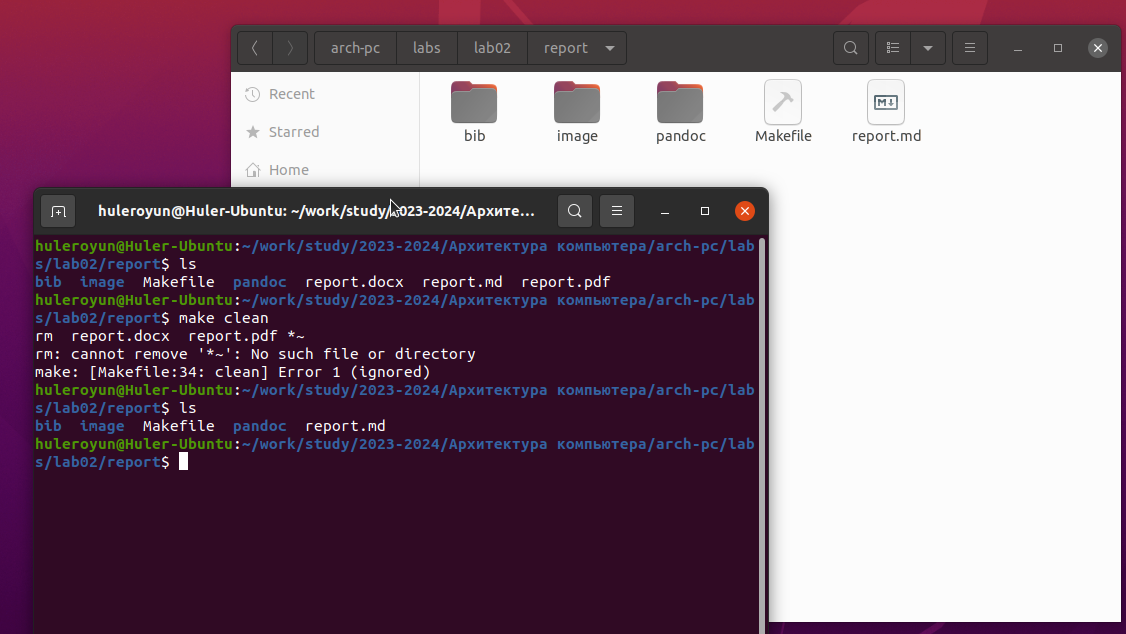 arch-pc labs lab02 report
Recent
Starred
Home
bib image pandoc Makefile report.md
huleroyun@Huler-Ubuntu: ~/work/study/2023-2024/Архите...
huleroyun@Huler-Ubuntu:~/work/study/2023-2024/Архитектура компьютера/arch-pc/lab
s/lab02/report$ ls
bib image Makefile pandoc report.docx report.md report.pdf
huleroyun@Huler-Ubuntu:~/work/study/2023-2024/Архитектура компьютера/arch-pc/lab
s/lab02/report$ make clean
rm report.docx report.pdf *~
rm: cannot remove '*~': No such file or directory
make: [Makefile:34: clean] Error 1 (ignored)
huleroyun@Huler-Ubuntu:~/work/study/2023-2024/Архитектура компьютера/arch-pc/lab
s/lab02/report$ ls
bib image Makefile pandoc report.md
huleroyun@Huler-Ubuntu:~/work/study/2023-2024/Архитектура компьютера/arch-pc/lab
s/lab02/report$